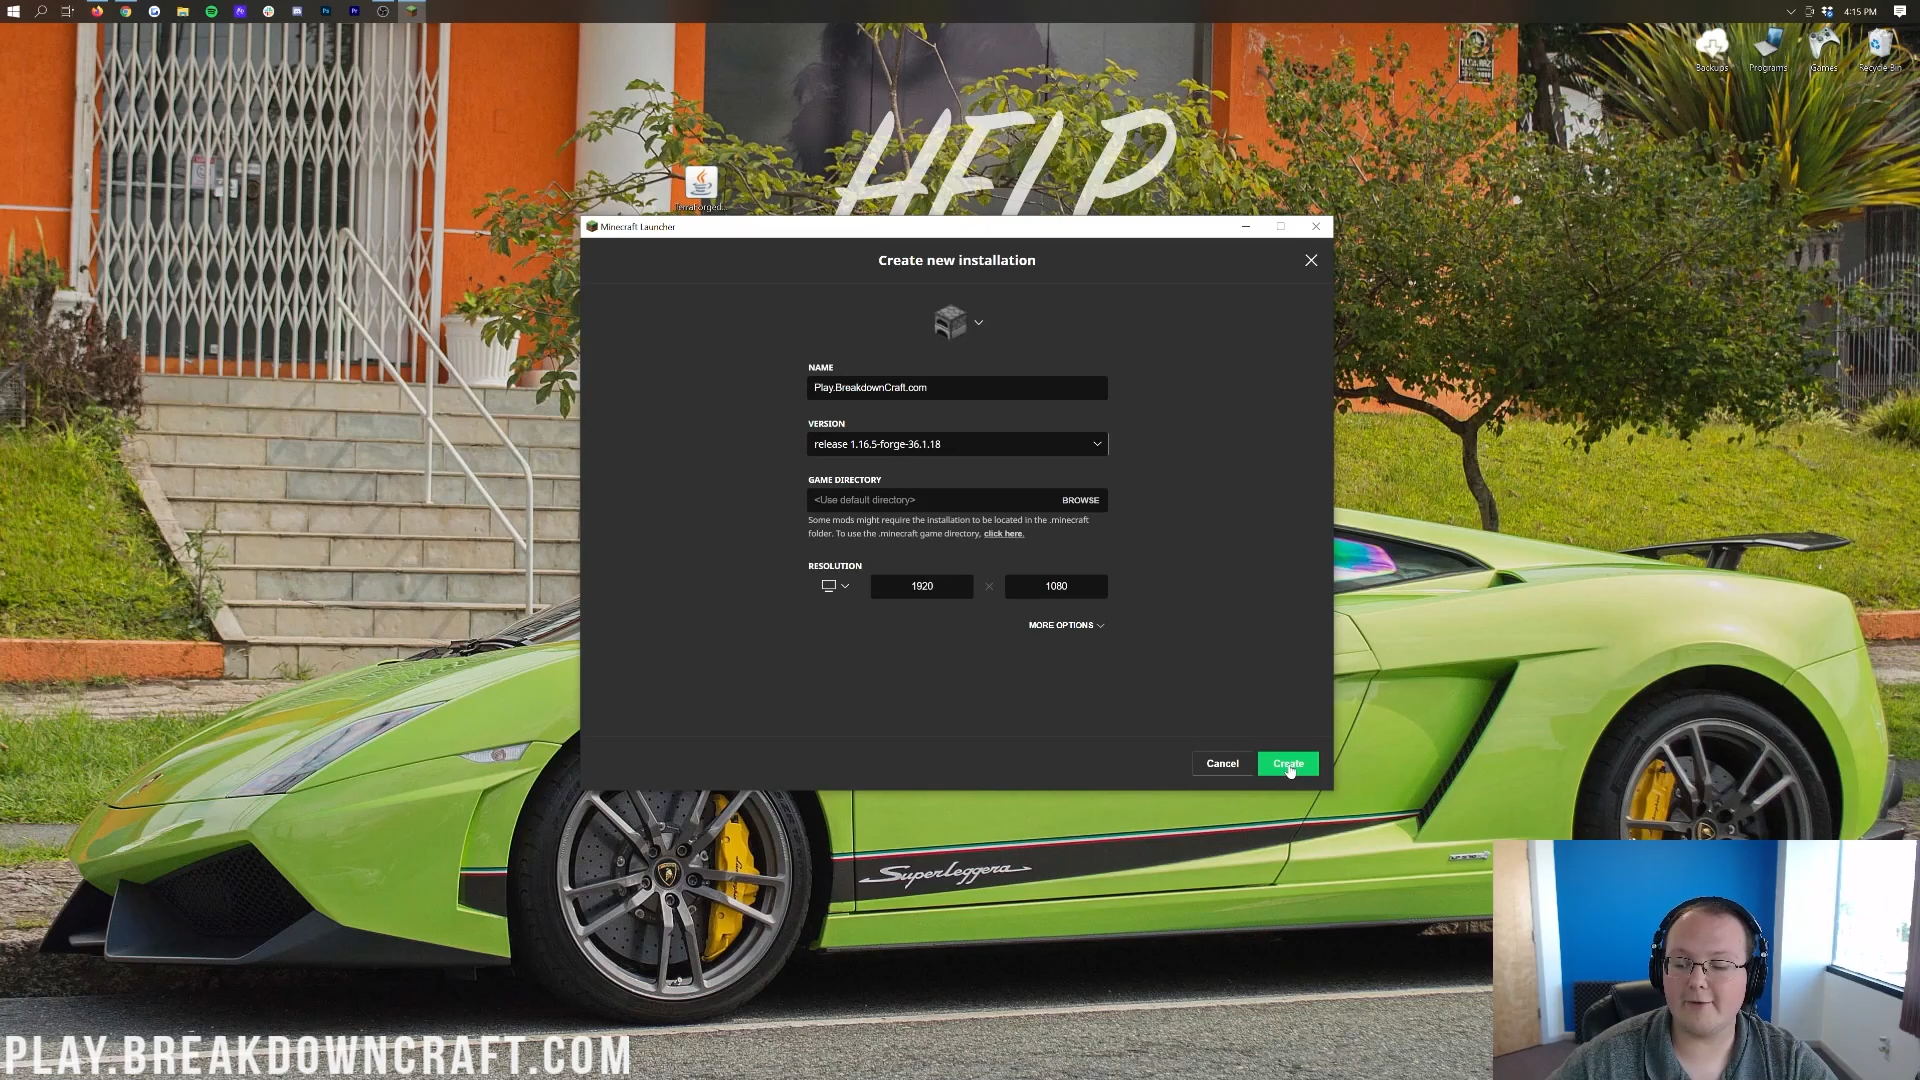 4:15 PM
Backups
Programs
Games
Recycle Bin
HELP
TerraForged...
Minecraft Launcher
Create new installation
NAME
Play.BreakdownCraft.com
VERSION
release 1.16.5-forge-36.1.18
GAME DIRECTORY
<Use default directory>
BROWSE
Some mods might require the installation to be located in the .minecraft
folder. To use the .minecraft game directory, click here.
RESOLUTION
1920
1080
MORE OPTIONS
Cancel
Create
Superleggera
PLAY.BREAKDOWNCRAFT.COM